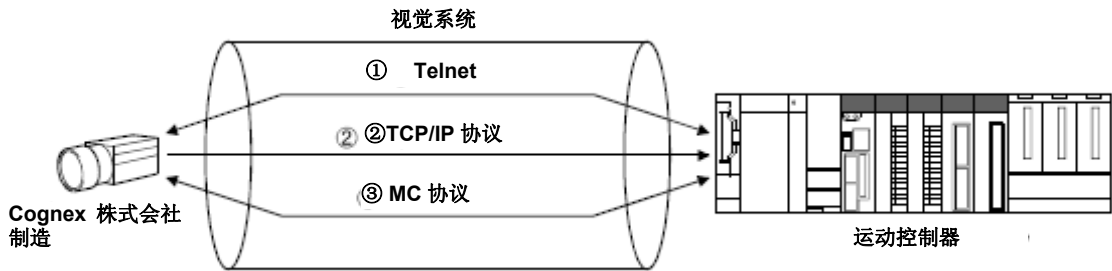 视觉系统
① Telnet
② ②TCP/IP 协议
③ MC 协议
Cognex 株式会社
制造
运动控制器